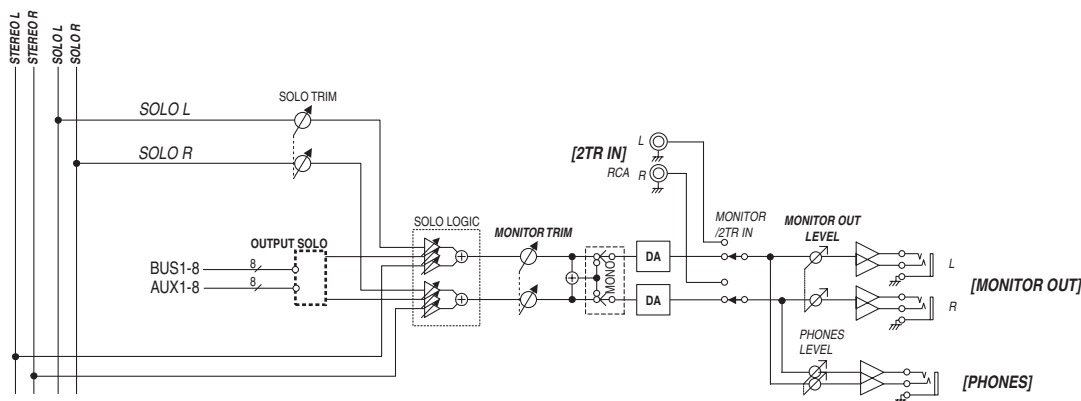 STEREO L
STEREO R
SOLO L
SOLO R
SOLO TRIM
SOLO L
SOLO R
[2TR IN]
L
RCA R
SOLO LOGIC
MONITOR TRIM
MONITOR
/2TR IN
MONITOR OUT
LEVEL
OUTPUT SOLO
BUS1-8
8
AUX1-8
8
MONO
DA
DA
L
R
[MONITOR OUT]
PHONES
LEVEL
[PHONES]